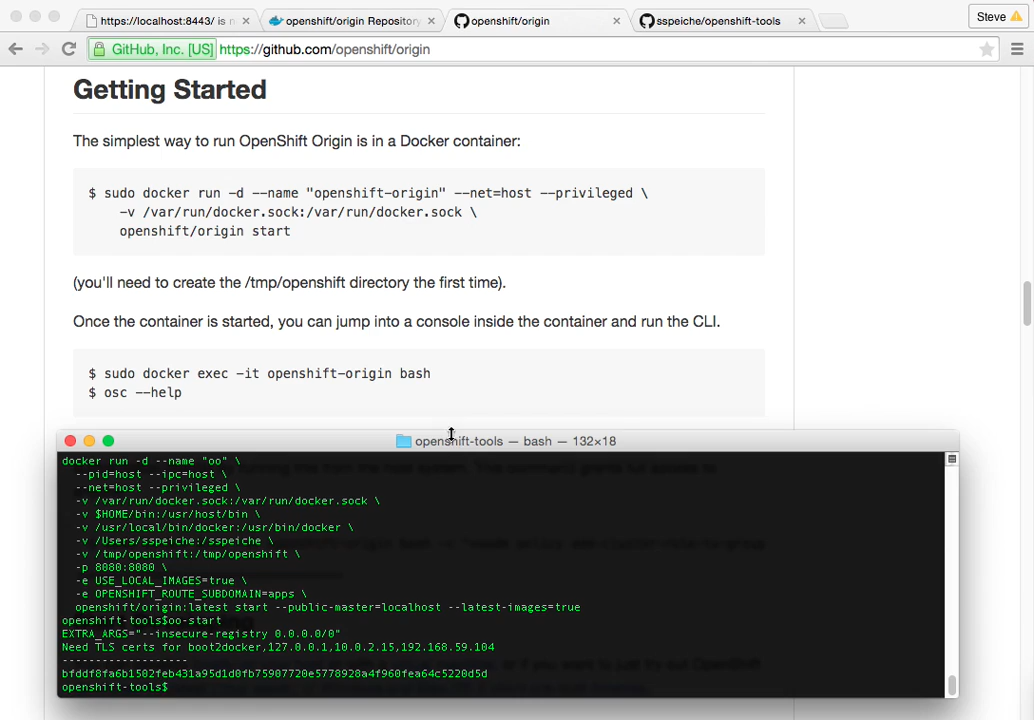 https://localhost:8443/ is n
openshift/origin Repository
openshift/origin
sspeiche/openshift-tools
Steve
GitHub, Inc. [US] https://github.com/openshift/origin
Getting Started
The simplest way to run OpenShift Origin is in a Docker container:
$ sudo docker run -d --name "openshift-origin" --net=host --privileged \
-v /var/run/docker.sock:/var/run/docker.sock \
openshift/origin start
(you'll need to create the /tmp/openshift directory the first time).
Once the container is started, you can jump into a console inside the container and run the CLI.
$ sudo docker exec -it openshift-origin bash
$ osc --help
openshift-tools — bash — 132×18
docker run -d --name "oo" \
--pid=host --ipc=host \
--net=host --privileged \
-v /var/run/docker.sock:/var/run/docker.sock \
-v $HOME/bin:/usr/host/bin \
-v /usr/local/bin/docker:/usr/bin/docker \
-v /Users/sspeiche:/sspeiche \
-v /tmp/openshift:/tmp/openshift \
-p 8080:8080 \
-e USE_LOCAL_IMAGES=true \
-e OPENSHIFT_ROUTE_SUBDOMAIN=apps \
openshift/origin:latest start --public-master=localhost --latest-images=true
openshift-tools$oo-start
EXTRA_ARGS="--insecure-registry 0.0.0.0/0"
Need TLS certs for boot2docker,127.0.0.1,10.0.2.15,192.168.59.104
-------------------
bfddf8fa6b1502feb431a95d1d0fb75907720e5778928a4f960fea64c5220d5d
openshift-tools$